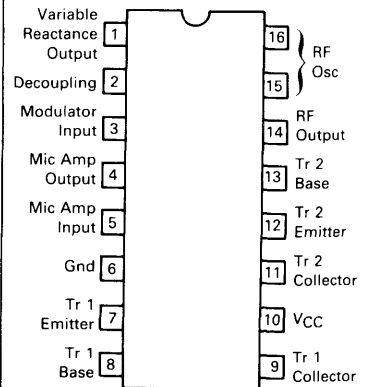 Variable
Reactance
Output
1
Decoupling
2
Modulator
Input
3
Mic Amp
Output
4
Mic Amp
Input
5
Gnd
6
Tr 1
Emitter
7
Tr 1
Base
8
16
15
RF
Osc
14
RF
Output
13
Tr 2
Base
12
Tr 2
Emitter
11
Tr 2
Collector
10
VCC
9
Tr 1
Collector